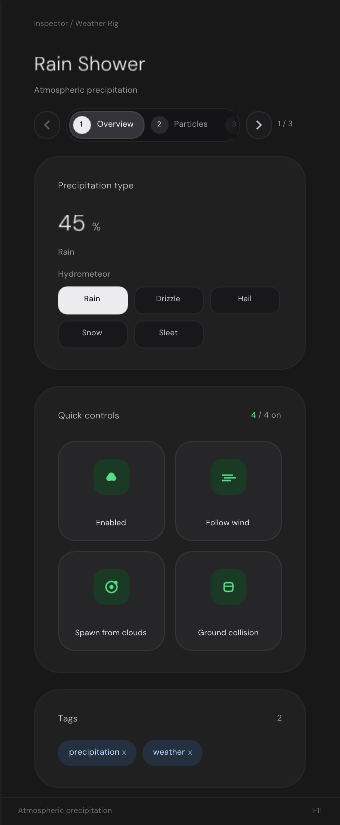 Inspector / Weather Rig
Rain Shower
Atmospheric precipitation
1 Overview 2 Particles 3 1 / 3
Precipitation type
45 %
Rain
Hydrometeor
Rain Drizzle Hail
Snow Sleet
Quick controls 4 / 4 on
Enabled Follow wind
Spawn from clouds Ground collision
Tags 2
precipitation x weather x
Atmospheric precipitation